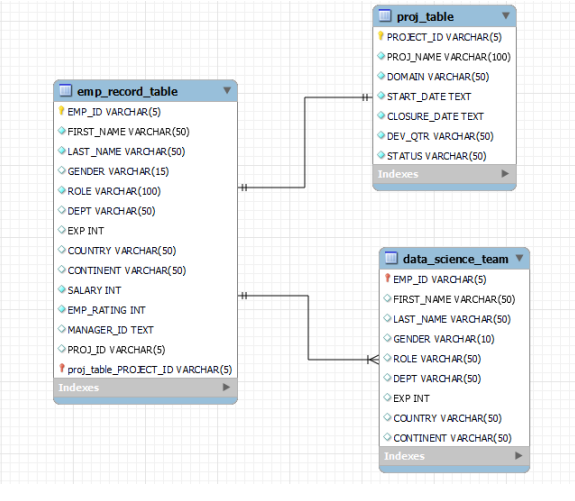 proj_table
PROJECT_ID VARCHAR(5)
PROJ_NAME VARCHAR(100)
DOMAIN VARCHAR(50)
START_DATE TEXT
CLOSURE_DATE TEXT
DEV_QTR VARCHAR(50)
STATUS VARCHAR(50)
Indexes
emp_record_table
EMP_ID VARCHAR(5)
FIRST_NAME VARCHAR(50)
LAST_NAME VARCHAR(50)
GENDER VARCHAR(15)
ROLE VARCHAR(100)
DEPT VARCHAR(50)
EXP INT
COUNTRY VARCHAR(50)
CONTINENT VARCHAR(50)
SALARY INT
EMP_RATING INT
MANAGER_ID TEXT
PROJ_ID VARCHAR(5)
proj_table_PROJECT_ID VARCHAR(5)
Indexes
data_science_team
EMP_ID VARCHAR(5)
FIRST_NAME VARCHAR(50)
LAST_NAME VARCHAR(50)
GENDER VARCHAR(10)
ROLE VARCHAR(50)
DEPT VARCHAR(50)
EXP INT
COUNTRY VARCHAR(50)
CONTINENT VARCHAR(50)
Indexes